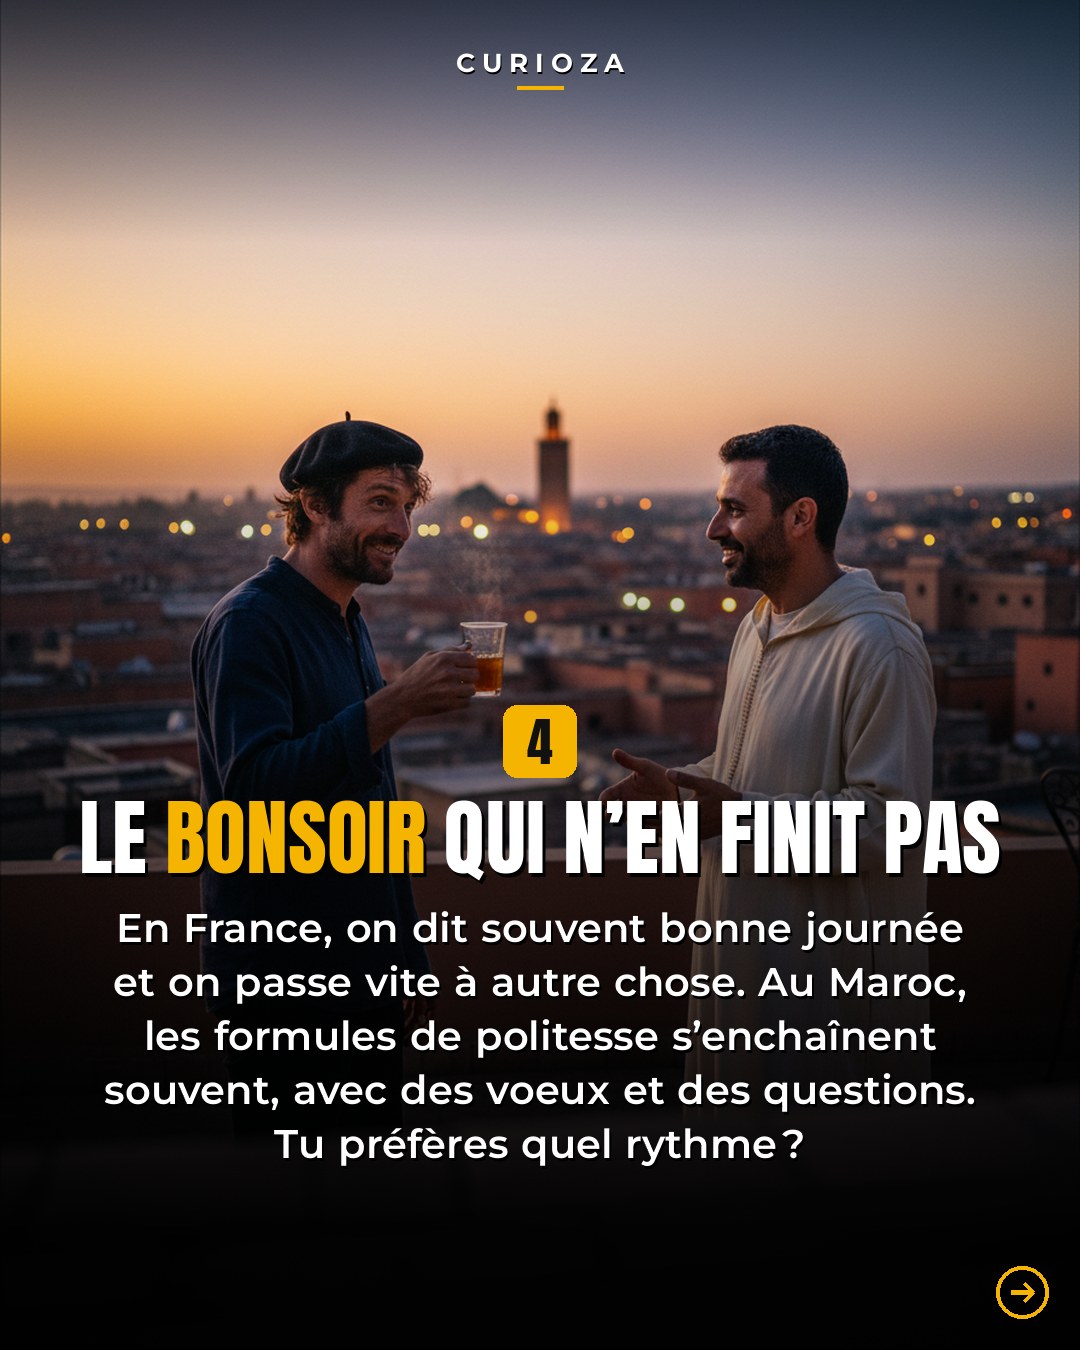 CURIOZA
4
LE BONSOIR QUI N’EN FINIT PAS
En France, on dit souvent bonne journée
et on passe vite à autre chose. Au Maroc,
les formules de politesse s’enchaînent
souvent, avec des voeux et des questions.
Tu préfères quel rythme ?